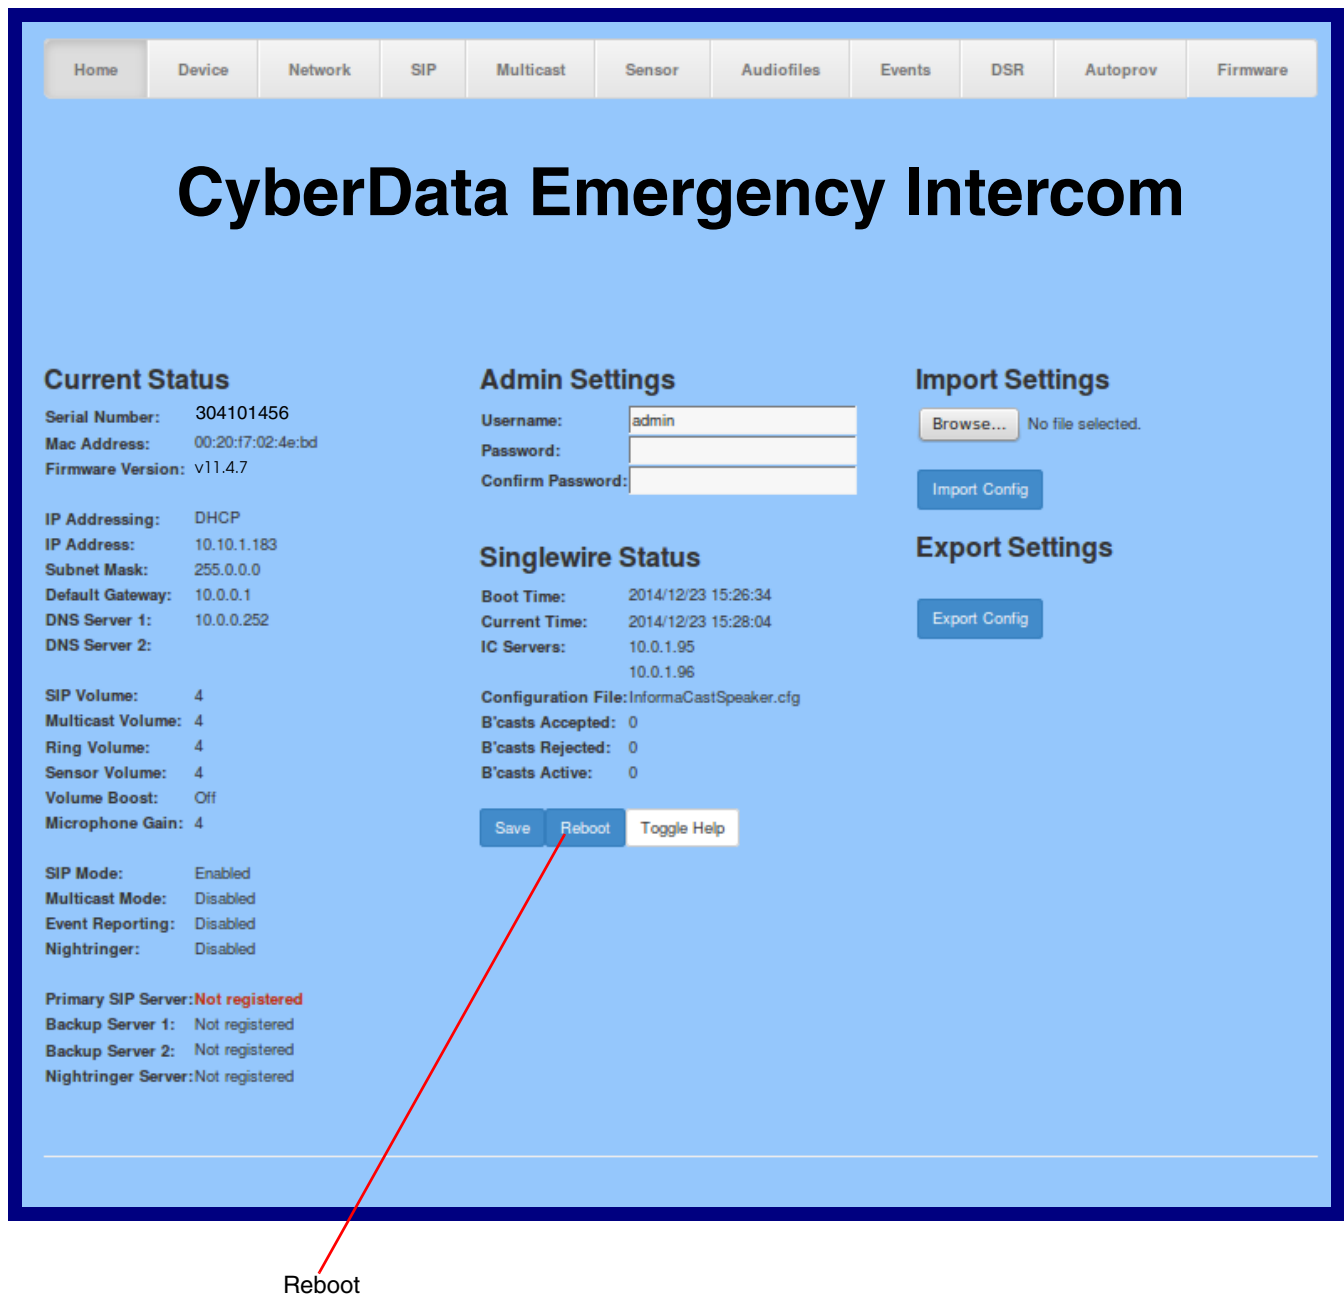 Home Device Network SIP Multicast Sensor Audiofiles Events DSR Autoprov Firmware
CyberData Emergency Intercom
Current Status
Serial Number: 304101456
Mac Address: 00:20:f7:02:4e:bd
Firmware Version: v11.4.7
IP Addressing: DHCP
IP Address: 10.10.1.183
Subnet Mask: 255.0.0.0
Default Gateway: 10.0.0.1
DNS Server 1: 10.0.0.252
DNS Server 2:
SIP Volume: 4
Multicast Volume: 4
Ring Volume: 4
Sensor Volume: 4
Volume Boost: Off
Microphone Gain: 4
SIP Mode: Enabled
Multicast Mode: Disabled
Event Reporting: Disabled
Nightringer: Disabled
Primary SIP Server: Not registered
Backup Server 1: Not registered
Backup Server 2: Not registered
Nightringer Server: Not registered
Admin Settings
Username: admin
Password:
Confirm Password:
Singlewire Status
Boot Time: 2014/12/23 15:26:34
Current Time: 2014/12/23 15:28:04
IC Servers: 10.0.1.95
10.0.1.96
Configuration File: InformaCastSpeaker.cfg
B'casts Accepted: 0
B'casts Rejected: 0
B'casts Active: 0
Save Reboot Toggle Help
Import Settings
Browse... No file selected.
Import Config
Export Settings
Export Config
Reboot